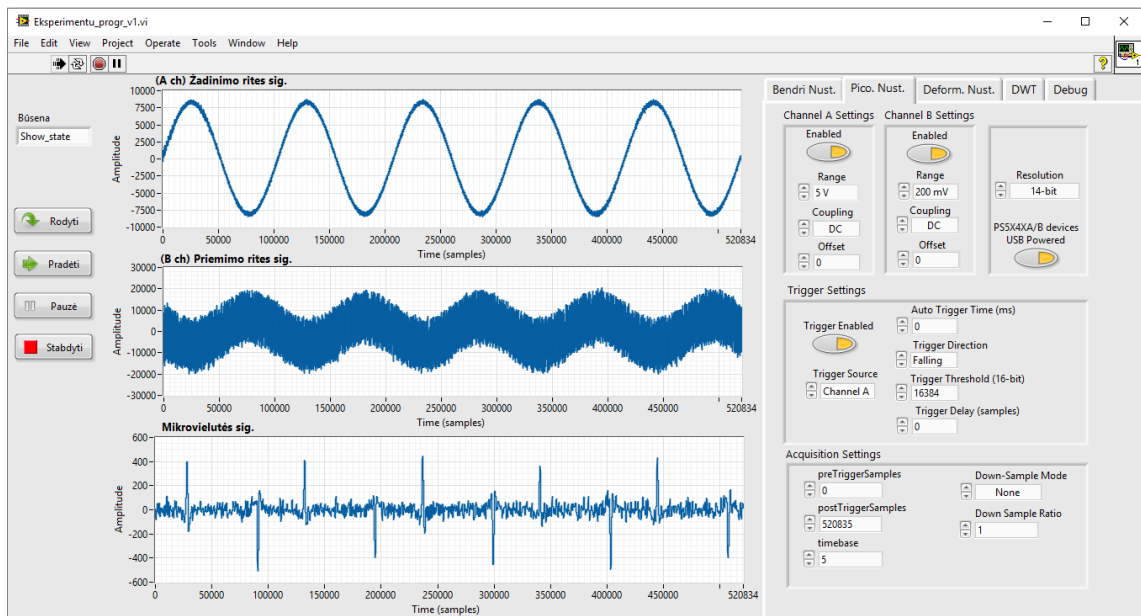 Eksperimentu_progr_v1.vi
File Edit View Project Operate Tools Window Help
1
Būsena
Show_state
Rodyti
Pradėti
Pauzė
Stabdyti
(A ch) Žadinimo rites sig.
Amplitude
10000
7500
5000
2500
0
-2500
-5000
-7500
-10000
0 50000 100000 150000 200000 250000 300000 350000 400000 450000 520834
Time (samples)
(B ch) Priemimo rites sig.
Amplitude
30000
20000
10000
0
-10000
-20000
-30000
0 50000 100000 150000 200000 250000 300000 350000 400000 450000 520834
Time (samples)
Mikrovielutės sig.
Amplitude
600
400
200
0
-200
-400
-600
0 50000 100000 150000 200000 250000 300000 350000 400000 450000 520834
Time (samples)
Bendri Nust. Pico. Nust. Deform. Nust. DWT Debug
Channel A Settings
Enabled
Range
5 V
Coupling
DC
Offset
0
Channel B Settings
Enabled
Range
200 mV
Coupling
DC
Offset
0
Resolution
14-bit
PS5X4XA/B devices
USB Powered
Trigger Settings
Trigger Enabled
Trigger Source
Channel A
Auto Trigger Time (ms)
0
Trigger Direction
Falling
Trigger Threshold (16-bit)
16384
Trigger Delay (samples)
0
Acquisition Settings
preTriggerSamples
0
postTriggerSamples
520835
timebase
5
Down-Sample Mode
None
Down Sample Ratio
1